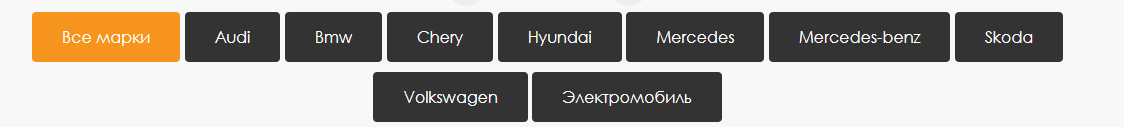 Все марки Audi Bmw Chery Hyundai Mercedes Mercedes-benz Skoda
Volkswagen Электромобиль